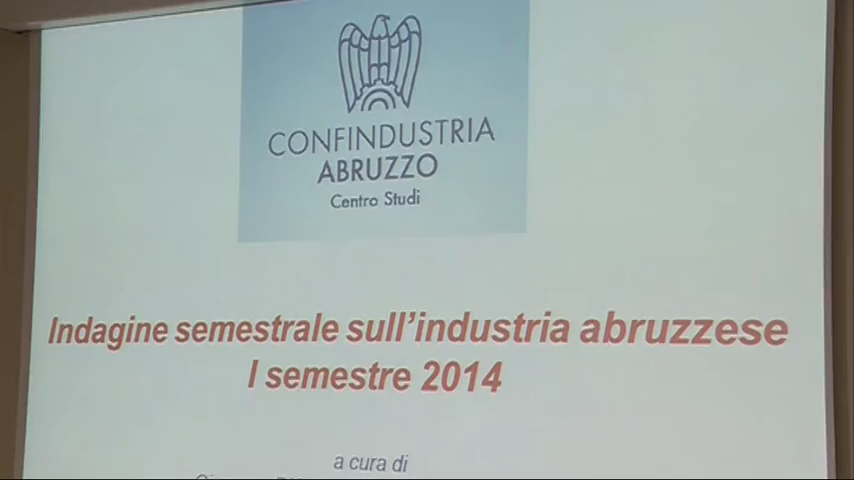 CONFINDUSTRIA
ABRUZZO
Centro Studi
Indagine semestrale sull'industria abruzzese
I semestre 2014
a cura di